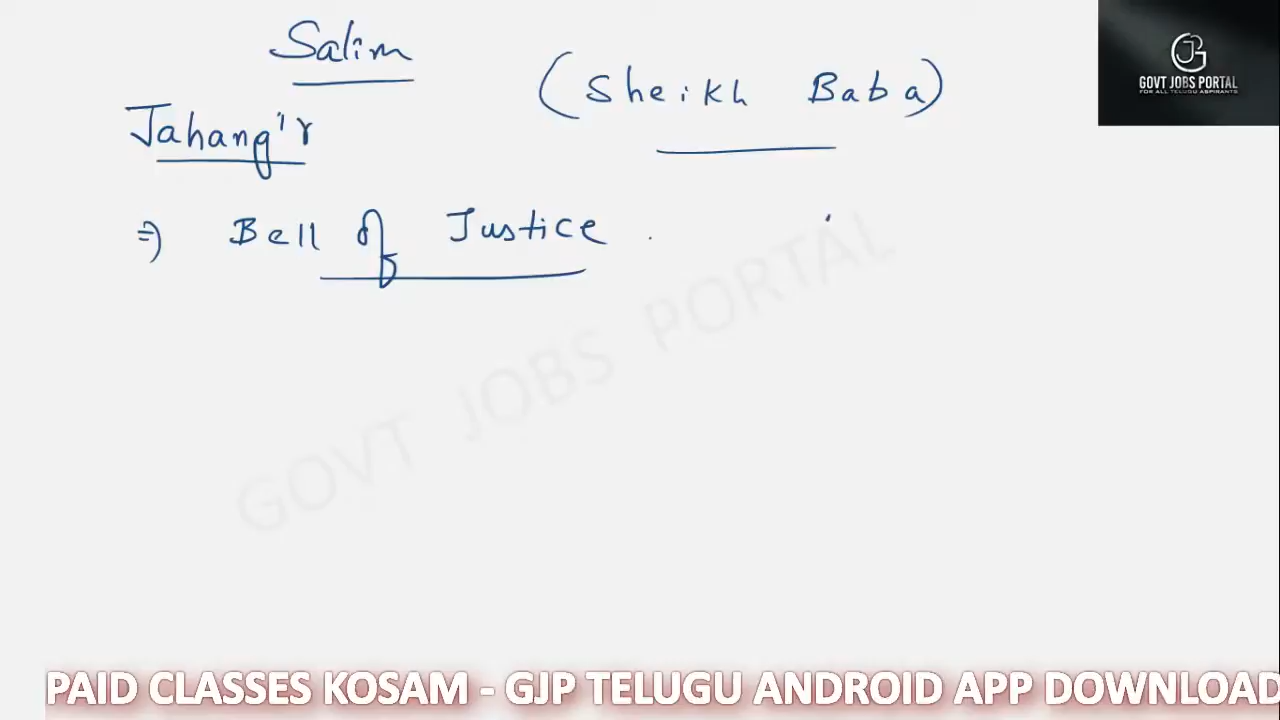 Salim
(Sheikh Baba)
Jahangir
⇒ Bell of Justice
GOVT JOBS PORTAL
GOVT JOBS PORTAL
FOR ALL TELUGU ASPIRANTS
PAID CLASSES KOSAM - GJP TELUGU ANDROID APP DOWNLOAD